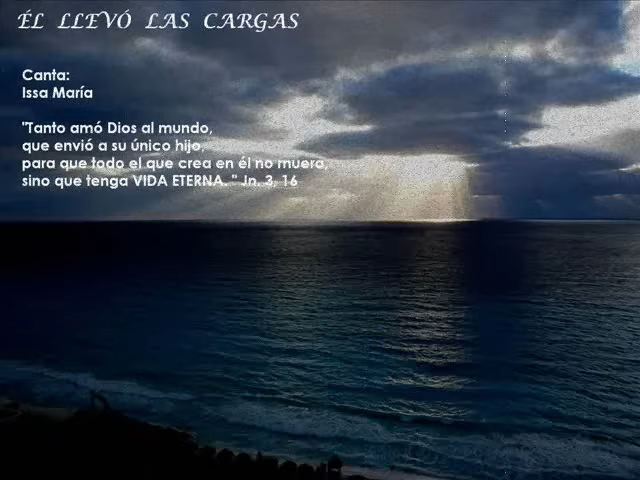 ÉL LLEVÓ LAS CARGAS
Canta:
Issa María
"Tanto amó Dios al mundo,
que envió a su único hijo,
para que todo el que crea en él no muera,
sino que tenga VIDA ETERNA. " Jn. 3, 16